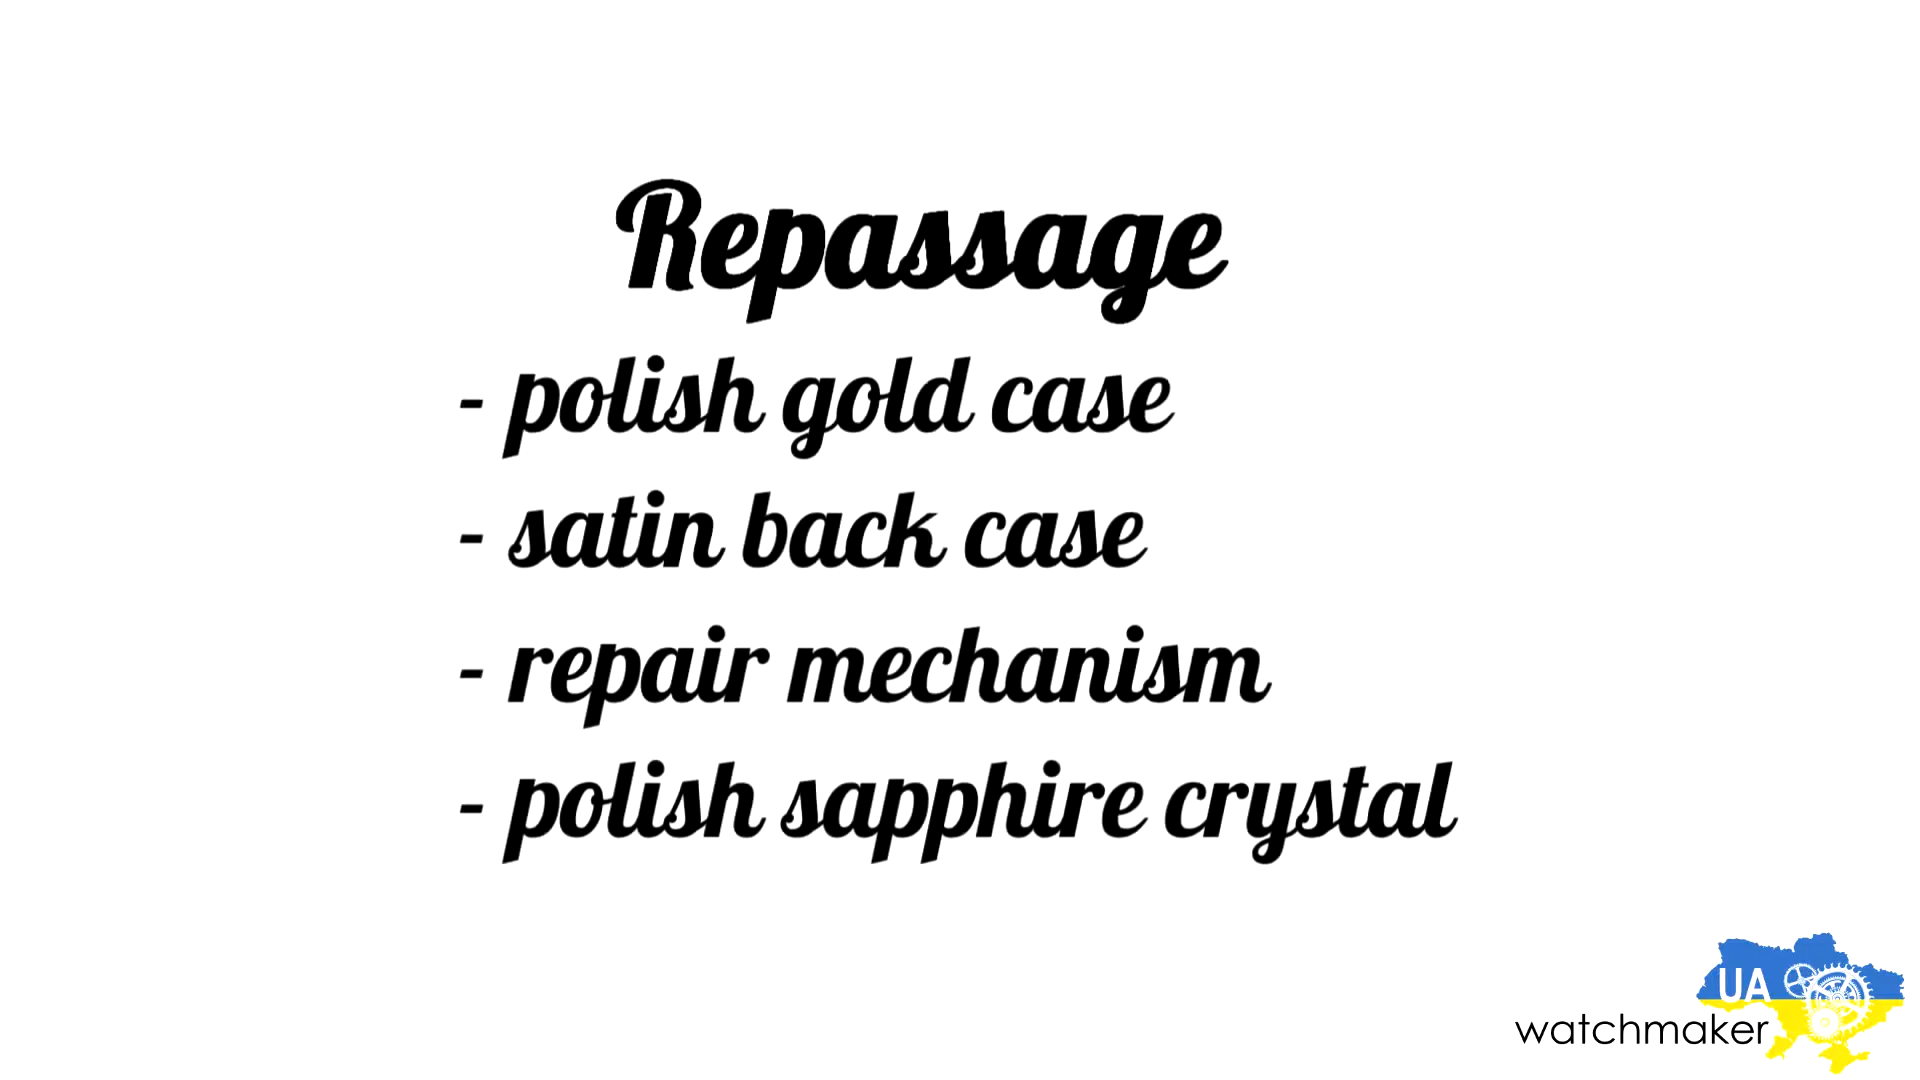 Repassage
- polish gold case
- satin back case
- repair mechanism
- polish sapphire crystal
UA
watchmaker